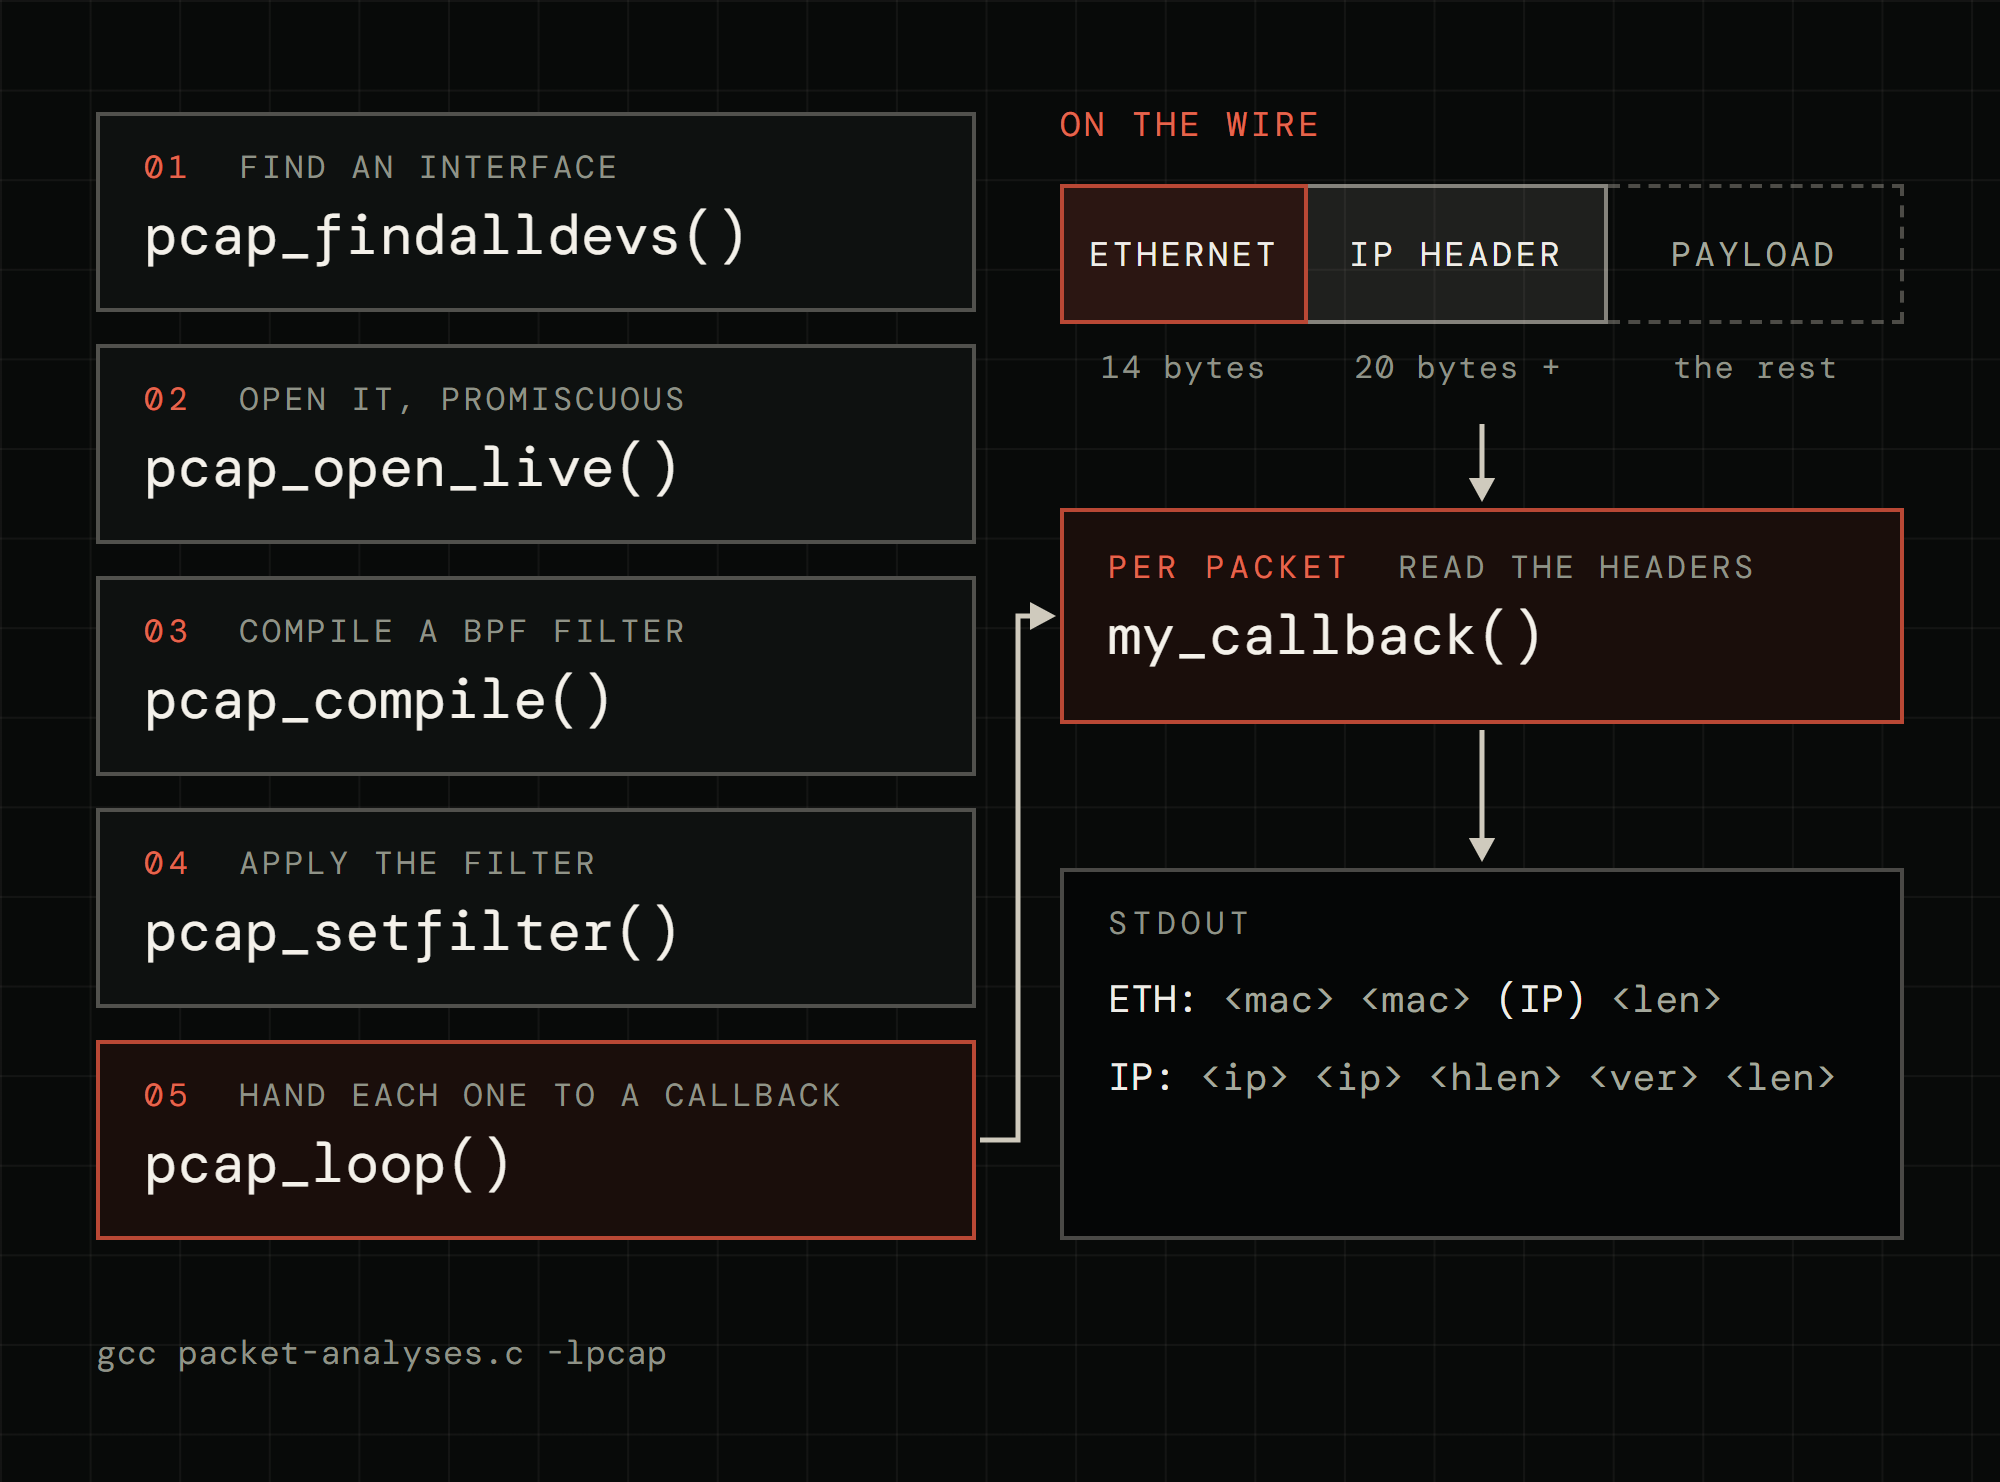 01 FIND AN INTERFACE
pcap_findalldevs()
02 OPEN IT, PROMISCUOUS
pcap_open_live()
03 COMPILE A BPF FILTER
pcap_compile()
04 APPLY THE FILTER
pcap_setfilter()
05 HAND EACH ONE TO A CALLBACK
pcap_loop()
ON THE WIRE
ETHERNET IP HEADER PAYLOAD
14 bytes 20 bytes + the rest
PER PACKET READ THE HEADERS
my_callback()
STDOUT
ETH: <mac> <mac> (IP) <len>
IP: <ip> <ip> <hlen> <ver> <len>
gcc packet-analyses.c -lpcap